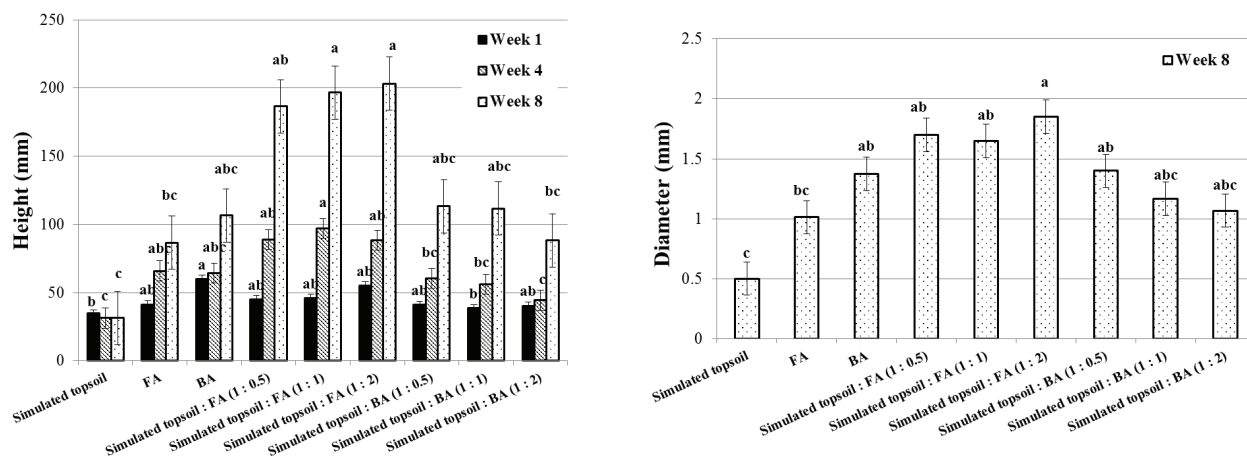 250
200
150
100
50
0
Height (mm)
Week 1
Week 4
Week 8
b c c
ab abc bc
a abc abc
ab ab ab
ab a a
ab ab a
ab bc abc
b bc abc
ab c bc
Simulated topsoil
FA
BA
Simulated topsoil : FA (1 : 0.5)
Simulated topsoil : FA (1 : 1)
Simulated topsoil : FA (1 : 2)
Simulated topsoil : BA (1 : 0.5)
Simulated topsoil : BA (1 : 1)
Simulated topsoil : BA (1 : 2)
2.5
2
1.5
1
0.5
0
Diameter (mm)
Week 8
c
bc
ab
ab
ab
a
ab
abc
abc
Simulated topsoil
FA
BA
Simulated topsoil : FA (1 : 0.5)
Simulated topsoil : FA (1 : 1)
Simulated topsoil : FA (1 : 2)
Simulated topsoil : BA (1 : 0.5)
Simulated topsoil : BA (1 : 1)
Simulated topsoil : BA (1 : 2)